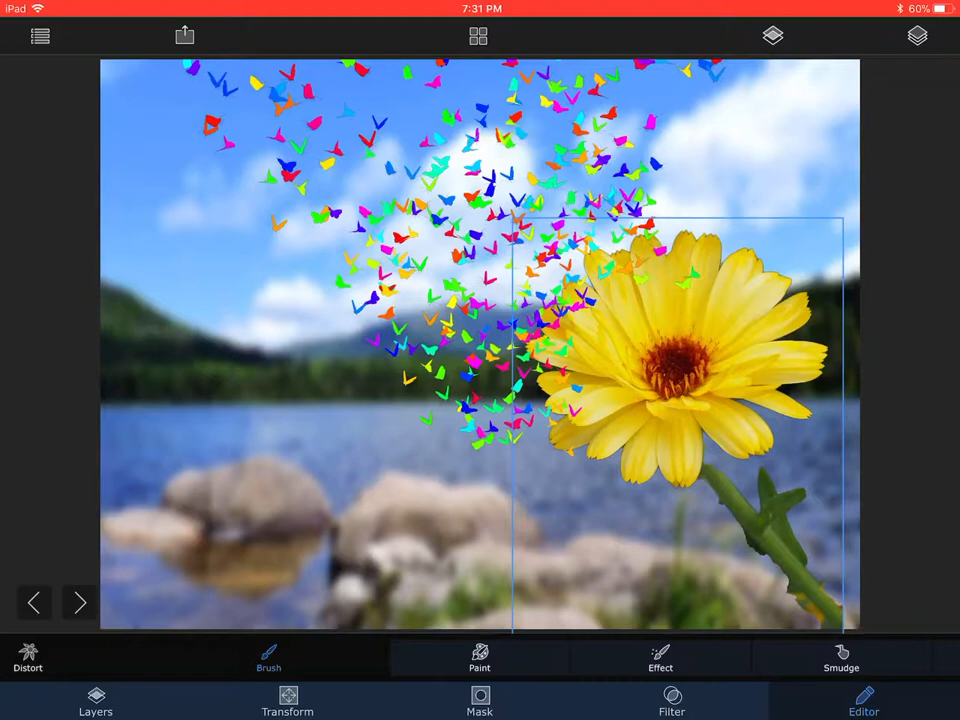 iPad 7:31 PM 60%
Distort Brush Paint Effect Smudge
Layers Transform Mask Filter Editor